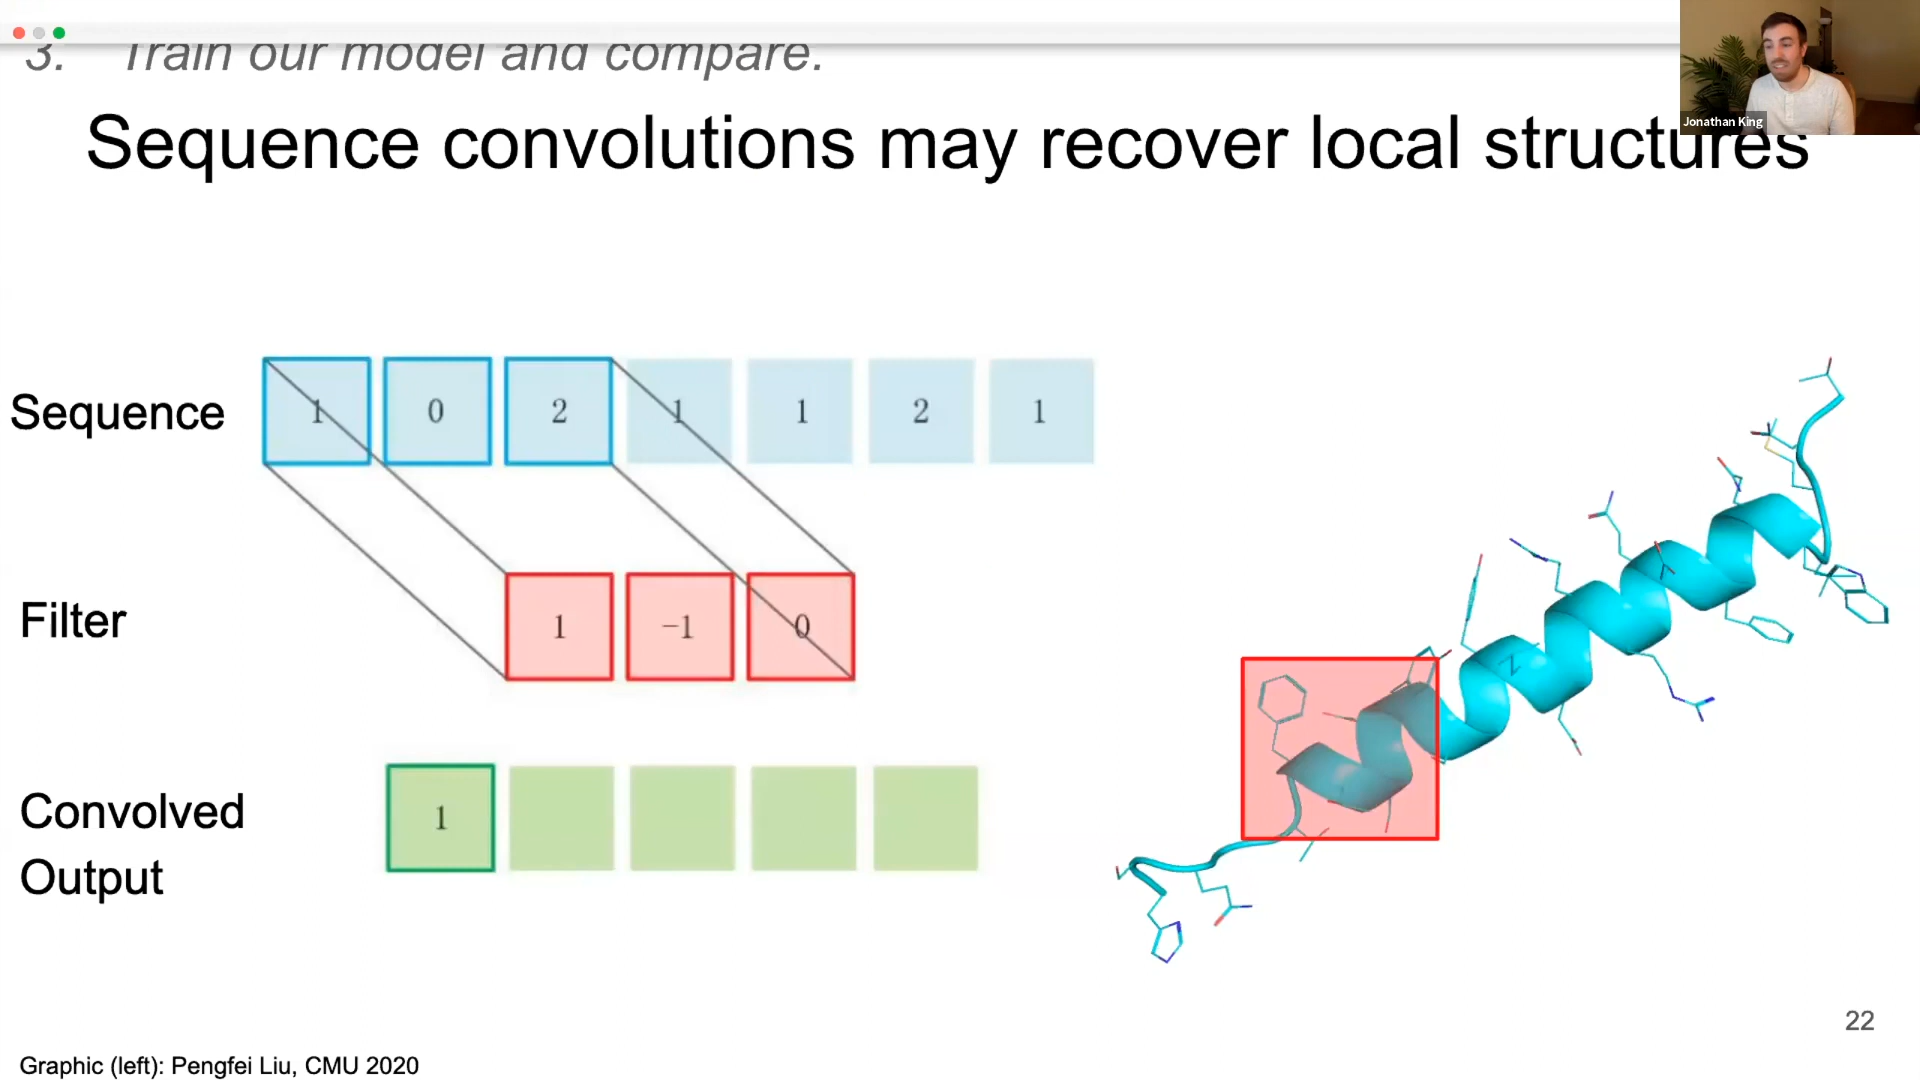 3. Train our model and compare.
Jonathan King
Sequence convolutions may recover local structures
Sequence
1 0 2 1 1 2 1
Filter
1 -1 0
Convolved
Output
1
22
Graphic (left): Pengfei Liu, CMU 2020